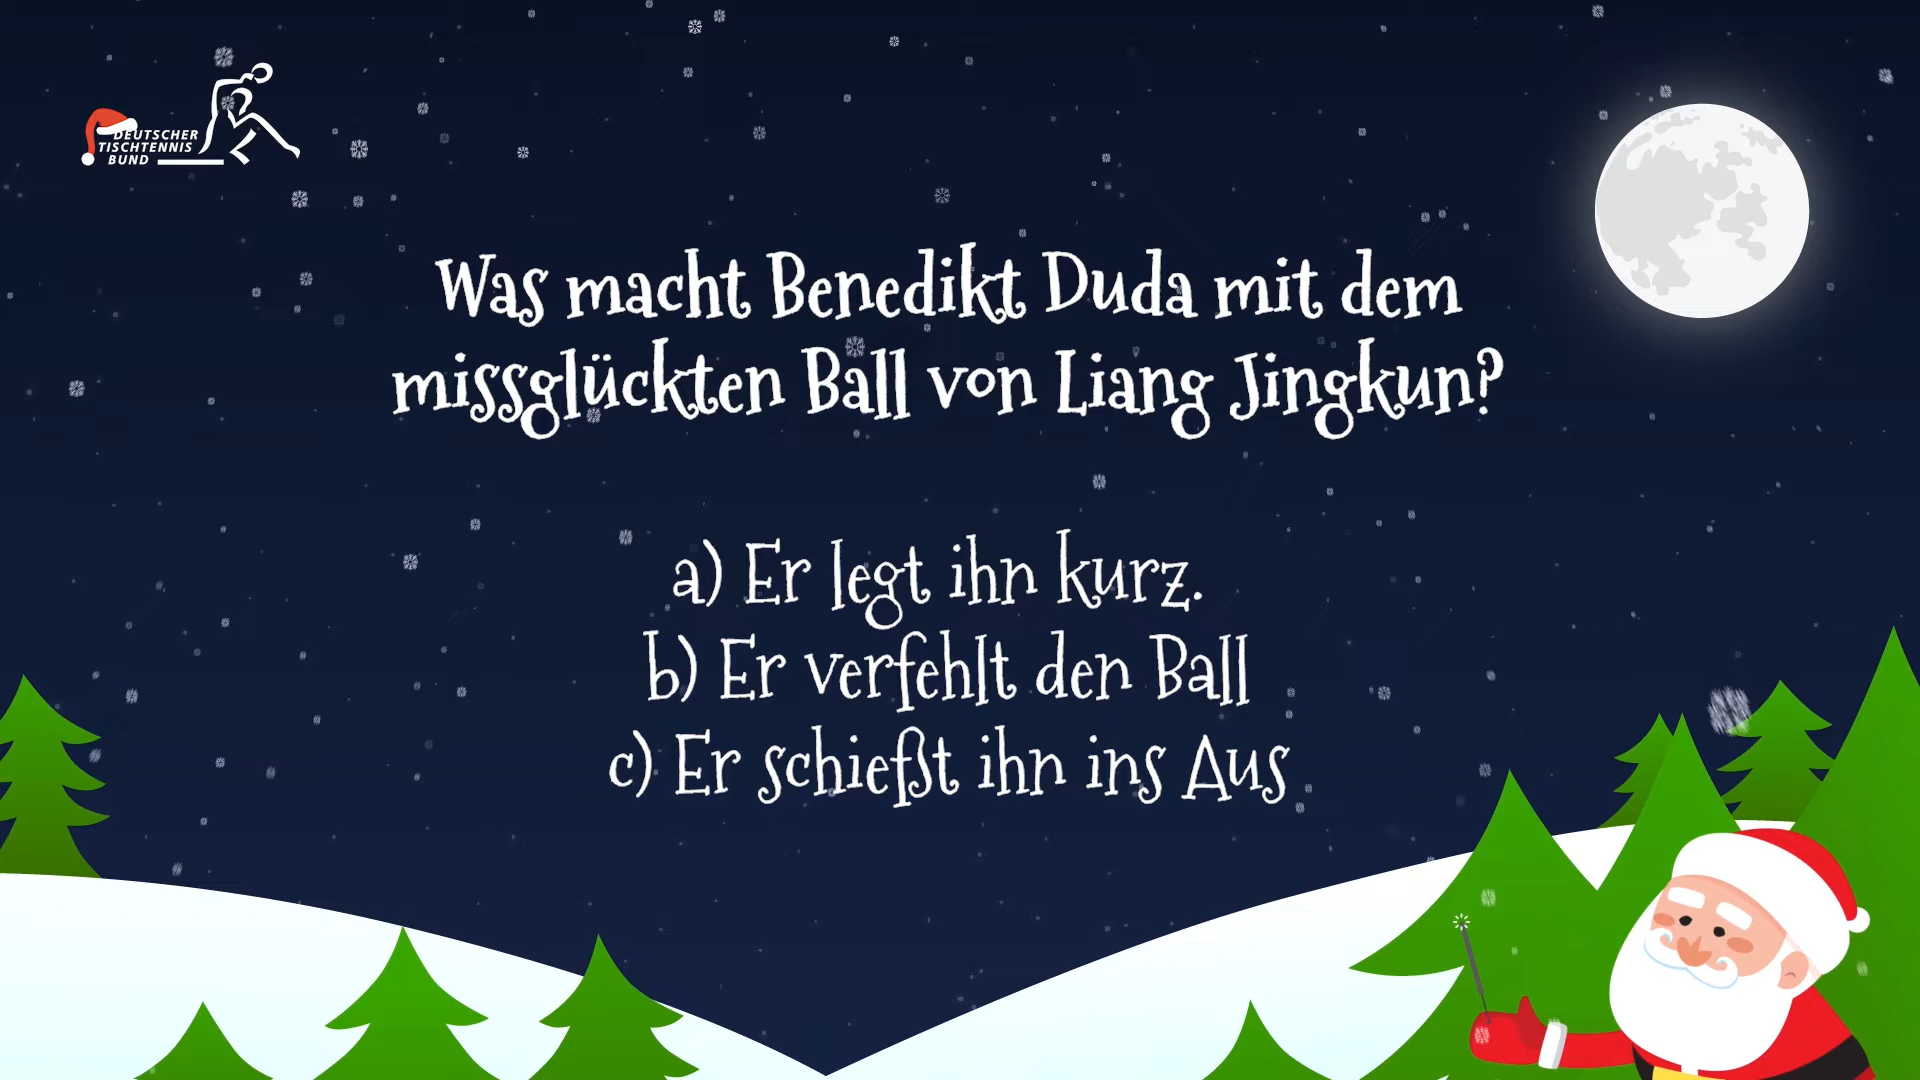 DEUTSCHER
TISCHTENNIS
BUND
Was macht Benedikt Duda mit dem
missglückten Ball von Liang Jingkun?
a) Er legt ihn kurz.
b) Er verfehlt den Ball
c) Er schießt ihn ins Aus